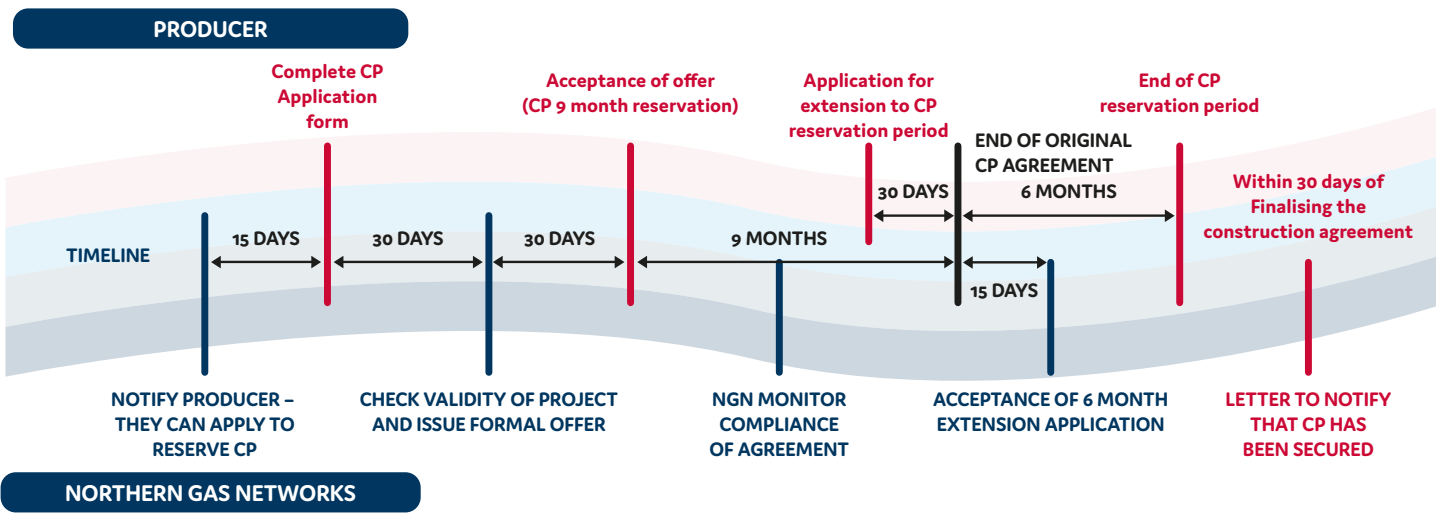 PRODUCER
Complete CP
Application
form
Acceptance of offer
(CP 9 month reservation)
Application for
extension to CP
reservation period
End of CP
reservation period
END OF ORIGINAL
CP AGREEMENT
30 DAYS
6 MONTHS
Within 30 days of
Finalising the
construction agreement
TIMELINE
15 DAYS
30 DAYS
30 DAYS
9 MONTHS
15 DAYS
NOTIFY PRODUCER –
THEY CAN APPLY TO
RESERVE CP
CHECK VALIDITY OF PROJECT
AND ISSUE FORMAL OFFER
NGN MONITOR
COMPLIANCE
OF AGREEMENT
ACCEPTANCE OF 6 MONTH
EXTENSION APPLICATION
LETTER TO NOTIFY
THAT CP HAS
BEEN SECURED
NORTHERN GAS NETWORKS